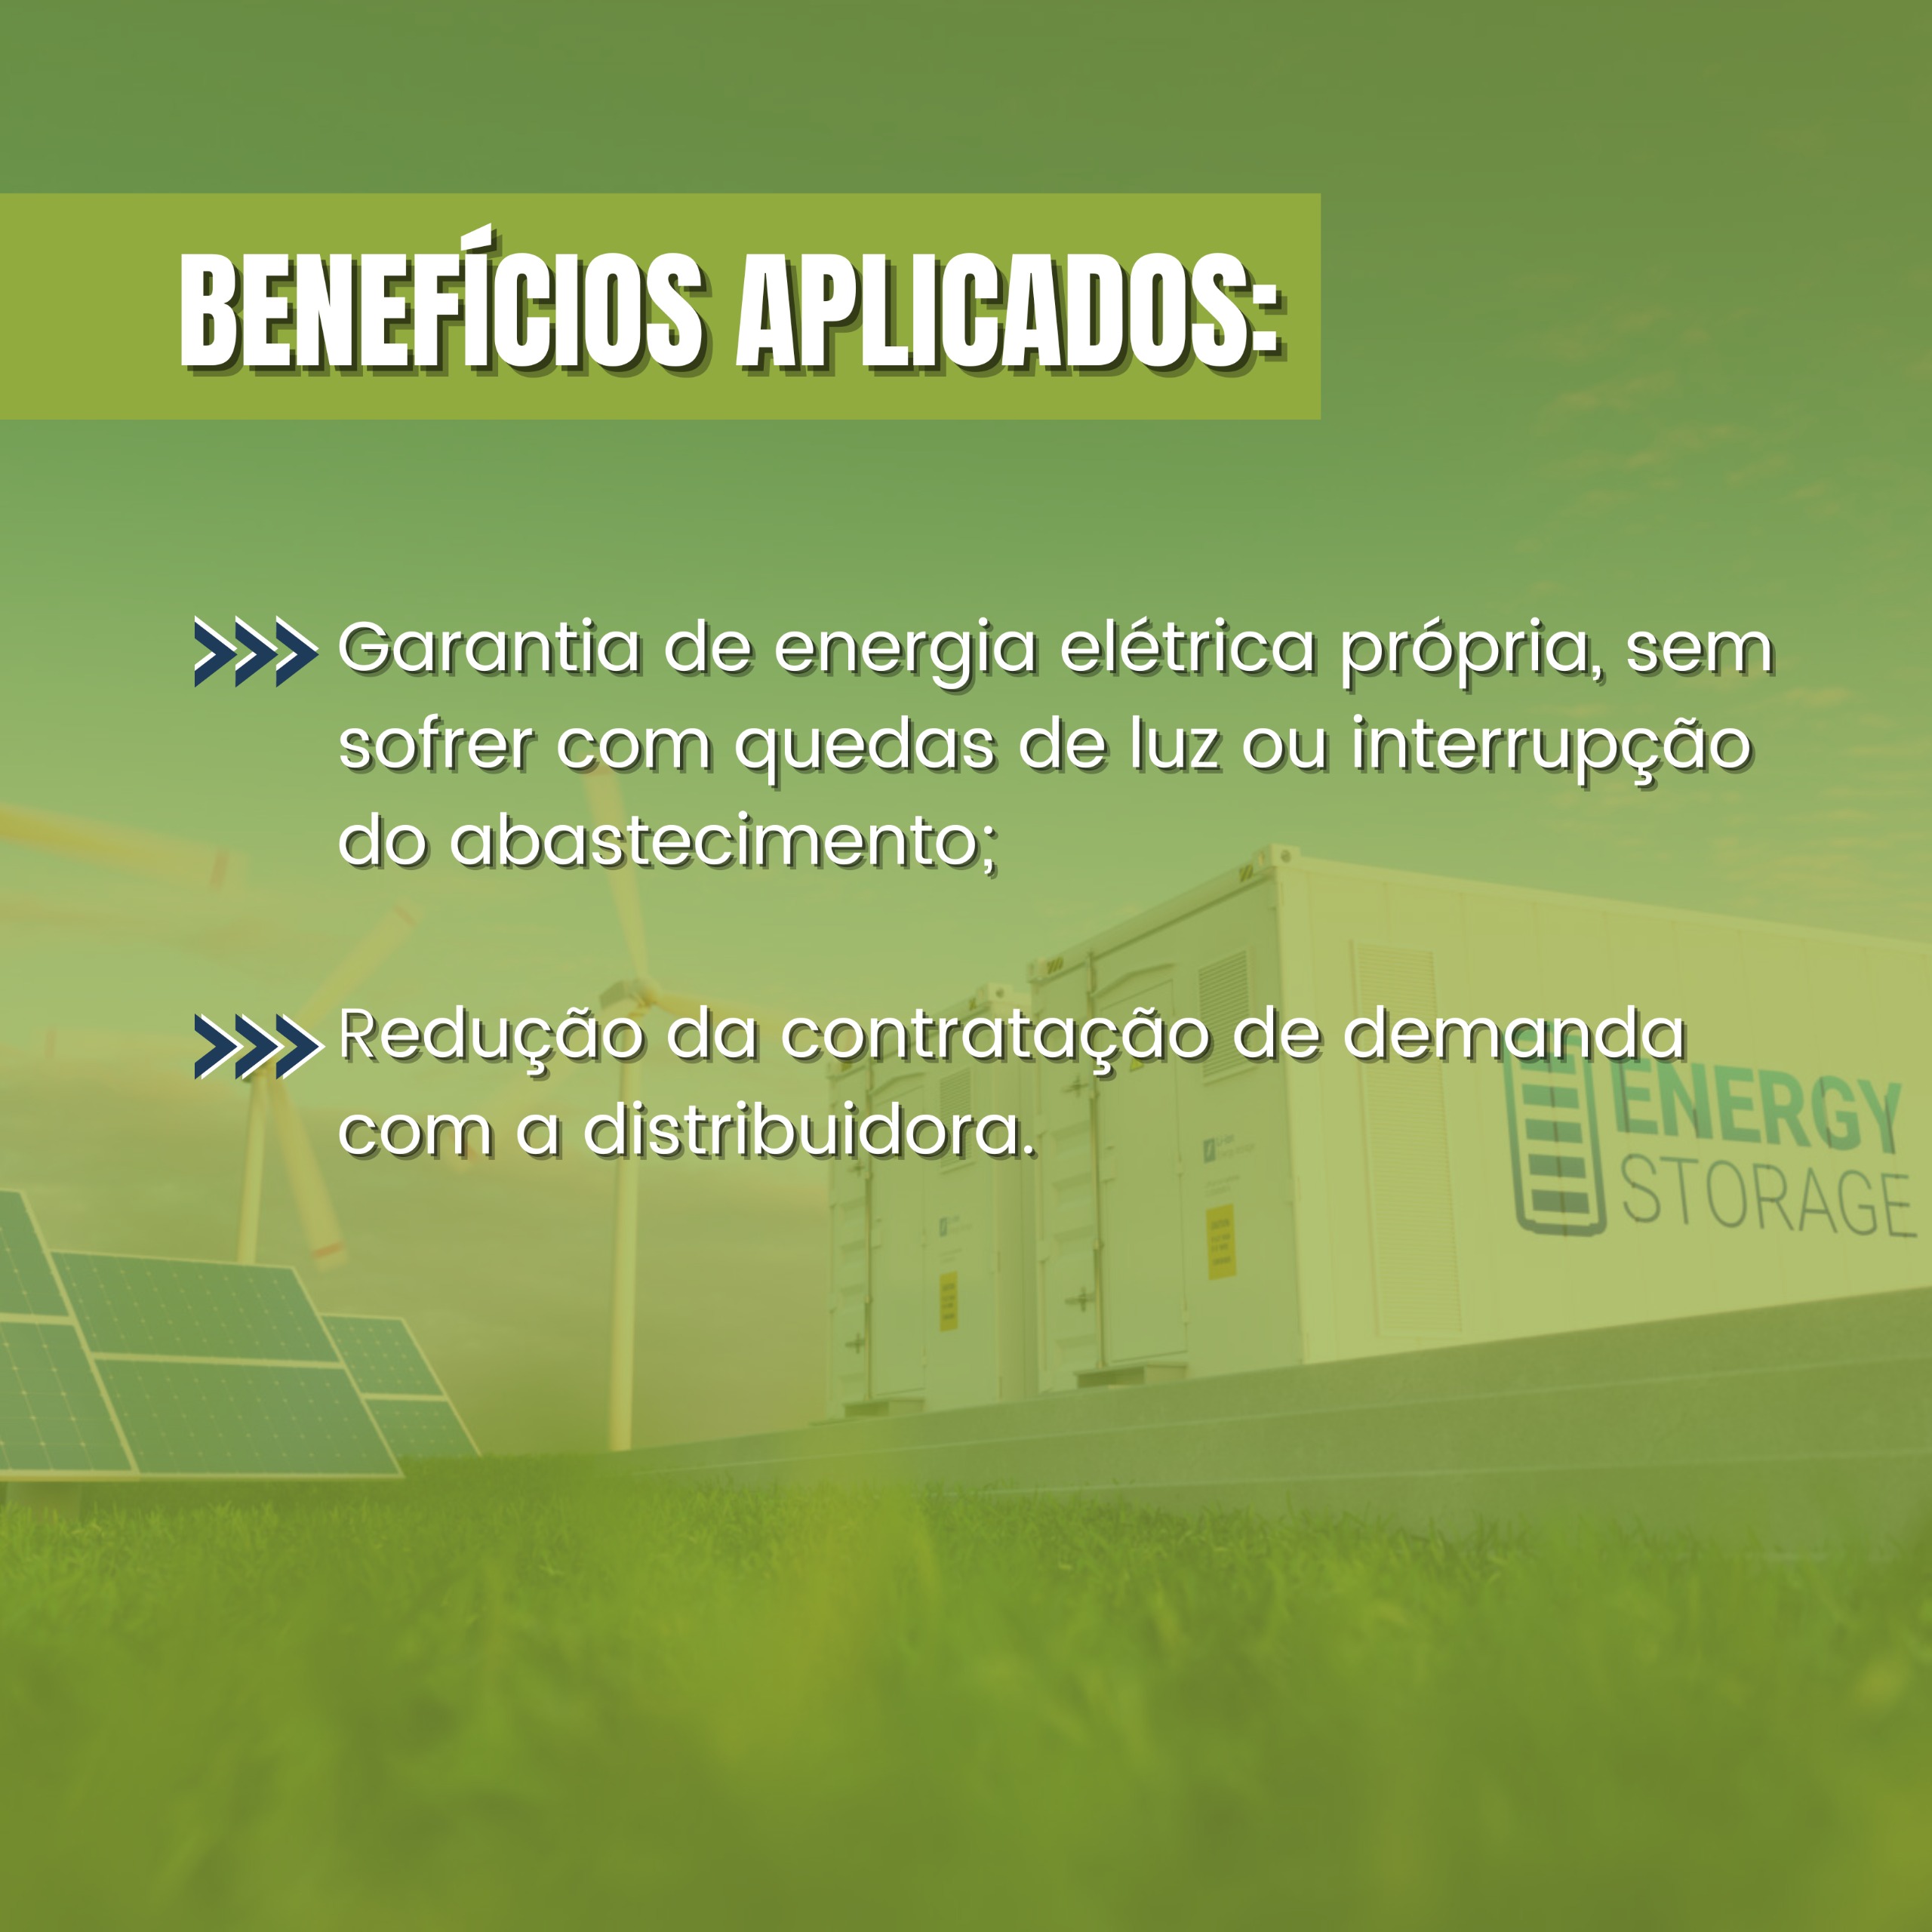 BENEFÍCIOS APLICADOS:
Garantia de energia elétrica própria, sem
sofrer com quedas de luz ou interrupção
do abastecimento;
Redução da contratação de demanda
com a distribuidora.
ENERGY
STORAGE